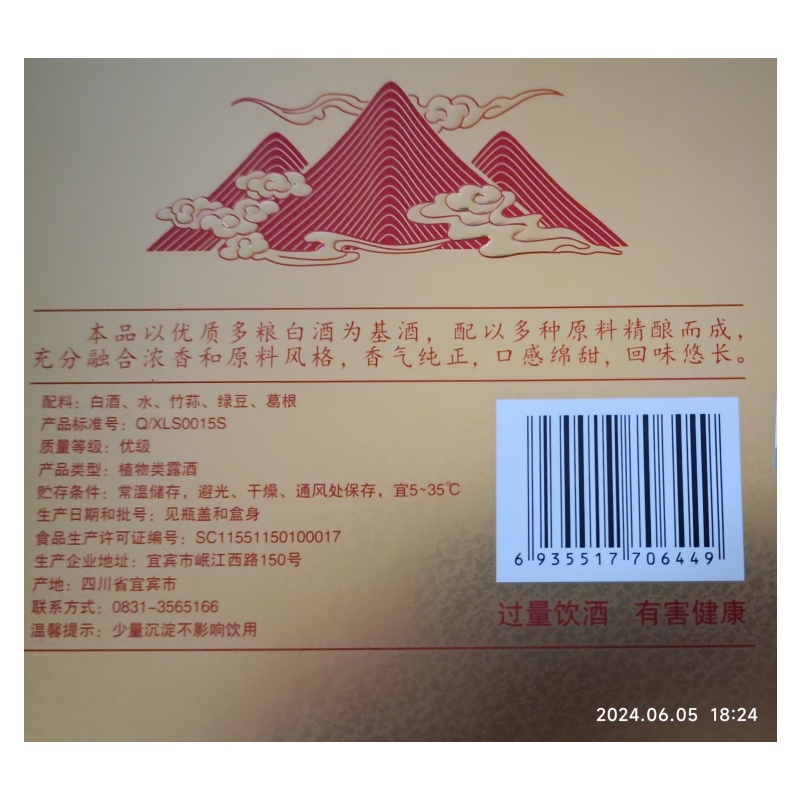 本品以优质多粮白酒为基酒，配以多种原料精酿而成，
充分融合浓香和原料风格，香气纯正，口感绵甜，回味悠长。
配料：白酒、水、竹荪、绿豆、葛根
产品标准号：Q/XLS0015S
质量等级：优级
产品类型：植物类露酒
贮存条件：常温储存，避光、干燥、通风处保存，宜5~35℃
生产日期和批号：见瓶盖和盒身
食品生产许可证编号：SC11551150100017
生产企业地址：宜宾市岷江西路150号
产地：四川省宜宾市
联系方式：0831-3565166
温馨提示：少量沉淀不影响饮用
6 935517 706449
过量饮酒 有害健康
2024.06.05 18:24